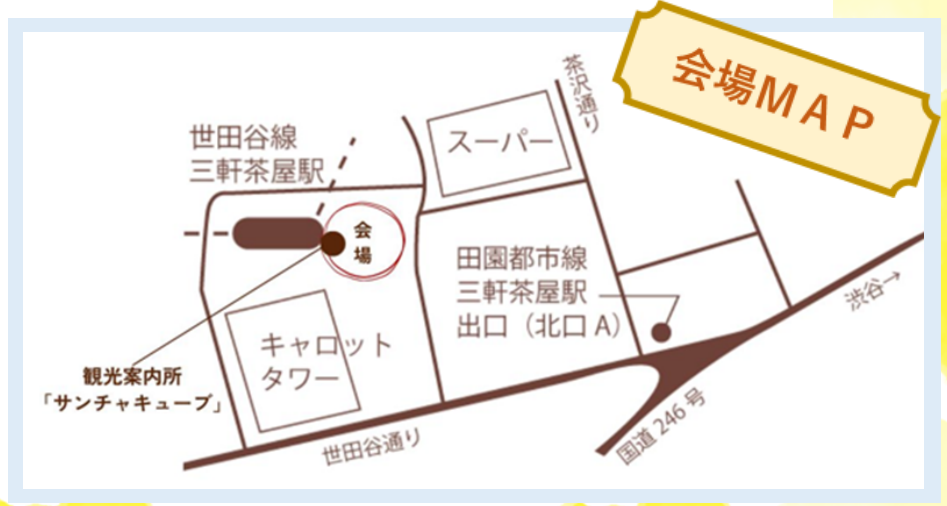 会場MAP
茶沢通り
スーパー
世田谷線
三軒茶屋駅
会
場
田園都市線
三軒茶屋駅
出口（北口A）
渋谷→
キャロット
タワー
観光案内所
「サンチャキューブ」
世田谷通り
国道246号